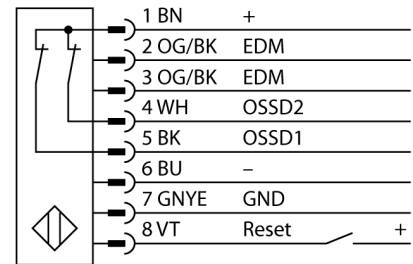 1 BN +
2 OG/BK EDM
3 OG/BK EDM
4 WH OSSD2
5 BK OSSD1
6 BU –
7 GNYE GND
8 VT Reset +